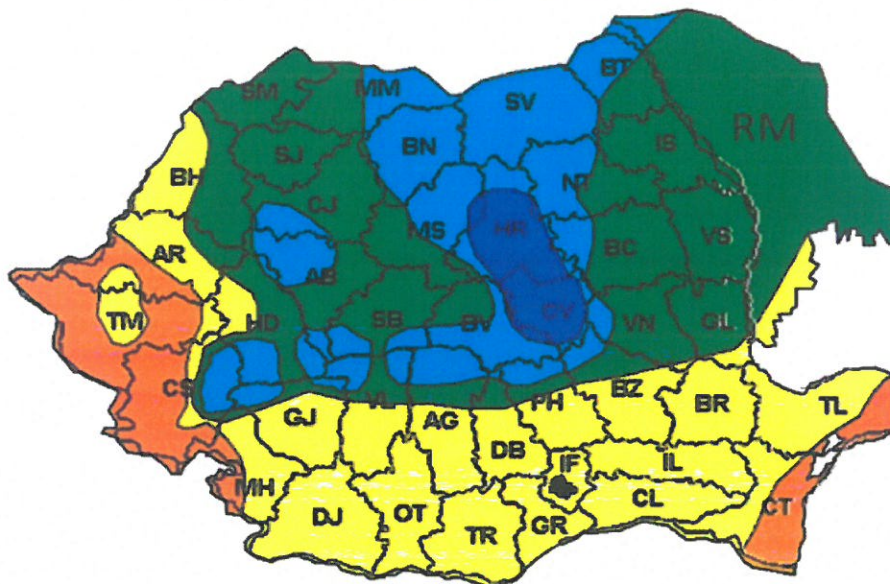 BT
SM
MM
SV
BN
RM
SJ
IS
BH
NT
CJ
MS
HR
VS
BC
AR
AB
TM
HD
SB
BV
CV
VN
GL
CS
GJ
VL
AG
PH
BZ
BR
TL
DB
IF
IL
MH
CL
CT
DJ
OT
TR
GR